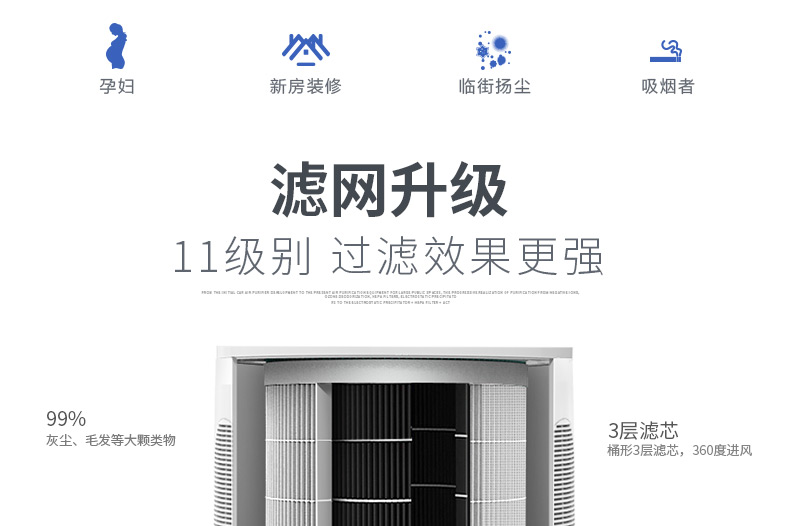 孕妇
新房装修
临街扬尘
吸烟者
滤网升级
11级别 过滤效果更强
99%
灰尘、毛发等大颗类物
3层滤芯
桶形3层滤芯，360度进风